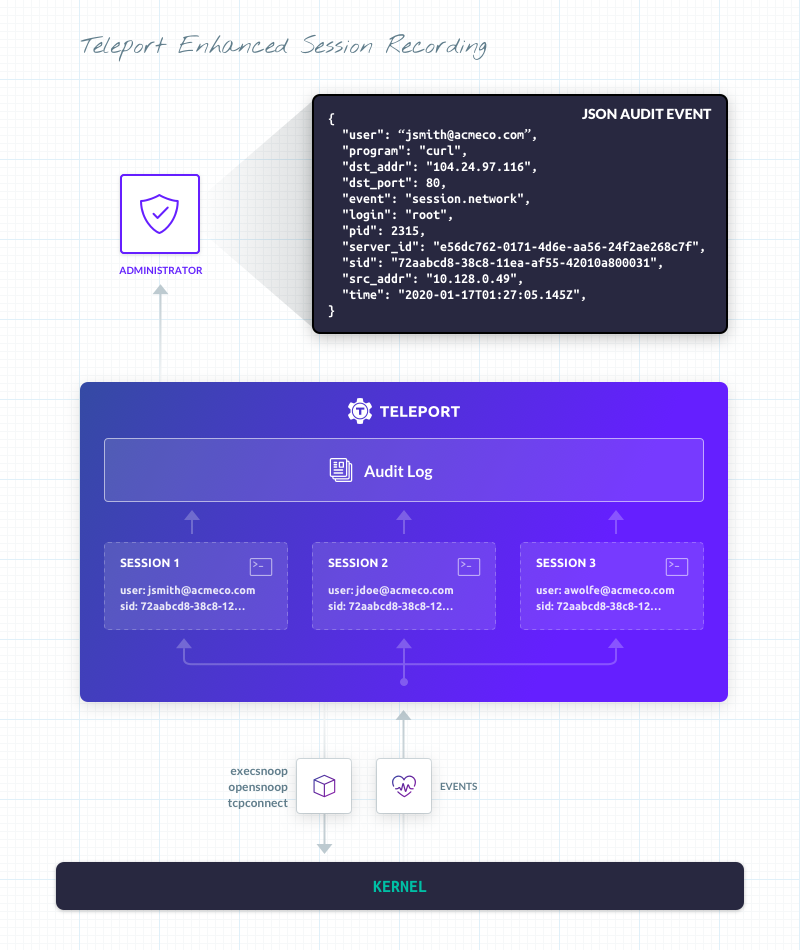 Teleport Enhanced Session Recording
JSON AUDIT EVENT
{
"user": “jsmith@acmeco.com”,
"program": "curl",
"dst_addr": "104.24.97.116",
"dst_port": 80,
"event": "session.network",
"login": "root",
"pid": 2315,
"server_id": "e56dc762-0171-4d6e-aa56-24f2ae268c7f",
"sid": "72aabcd8-38c8-11ea-af55-42010a800031",
"src_addr": "10.128.0.49",
"time": "2020-01-17T01:27:05.145Z",
}
ADMINISTRATOR
TELEPORT
Audit Log
SESSION 1
user: jsmith@acmeco.com
sid: 72aabcd8-38c8-12...
SESSION 2
user: jdoe@acmeco.com
sid: 72aabcd8-38c8-12...
SESSION 3
user: awolfe@acmeco.com
sid: 72aabcd8-38c8-12...
execsnoop
opensnoop
tcpconnect
EVENTS
KERNEL